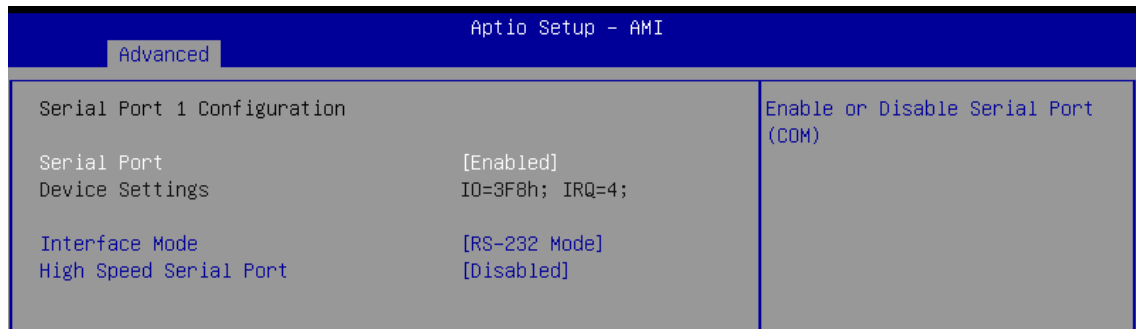 Aptio Setup – AMI
Advanced
Serial Port 1 Configuration
Serial Port [Enabled]
Device Settings IO=3F8h; IRQ=4;
Interface Mode [RS-232 Mode]
High Speed Serial Port [Disabled]
Enable or Disable Serial Port
(COM)